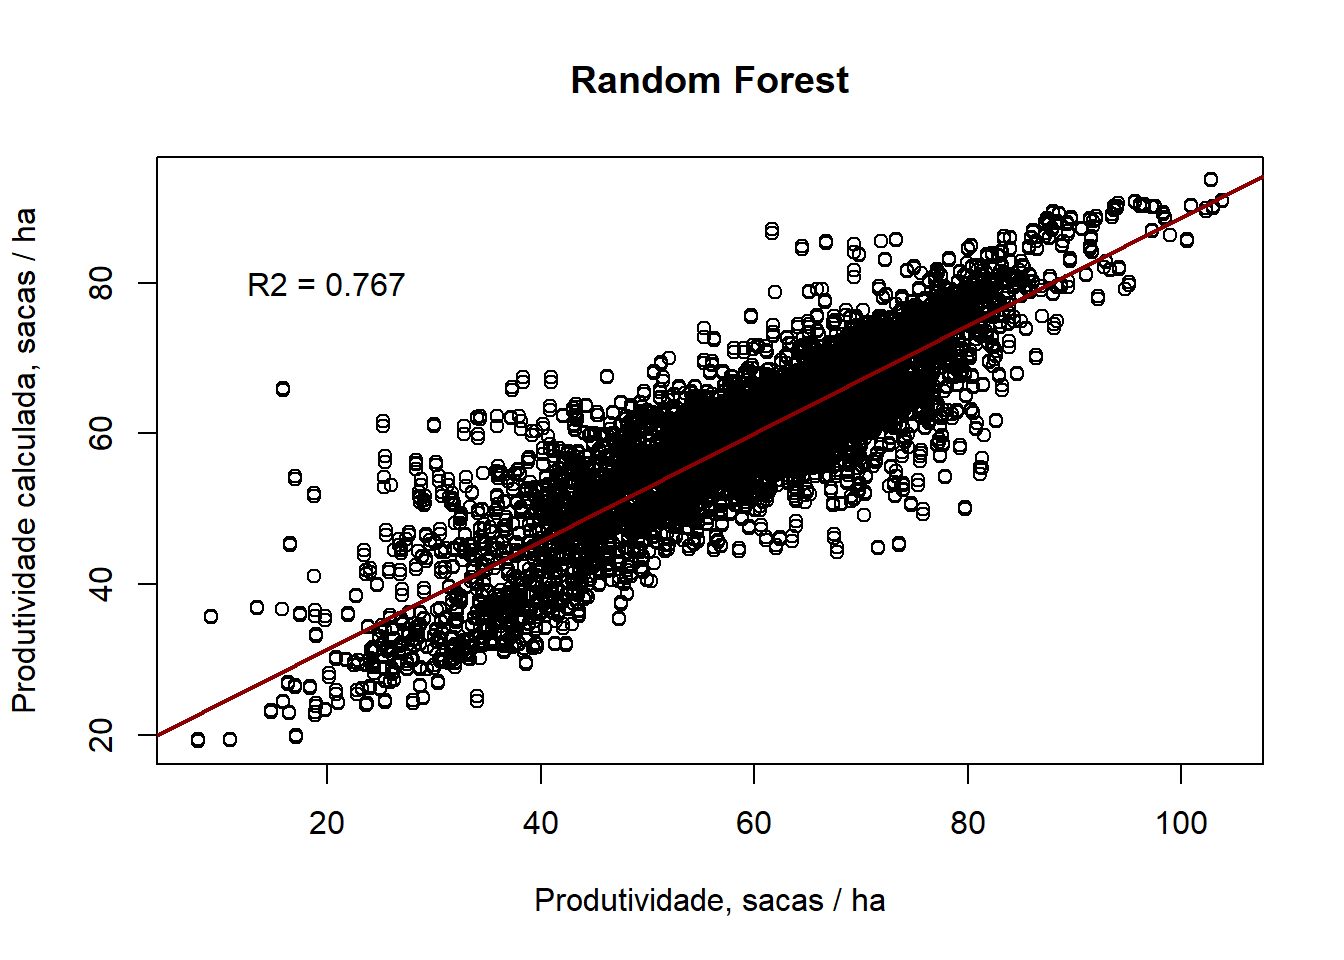 Random Forest
Produtividade calculada, sacas / ha
R2 = 0.767
80
60
40
20
20 40 60 80 100
Produtividade, sacas / ha